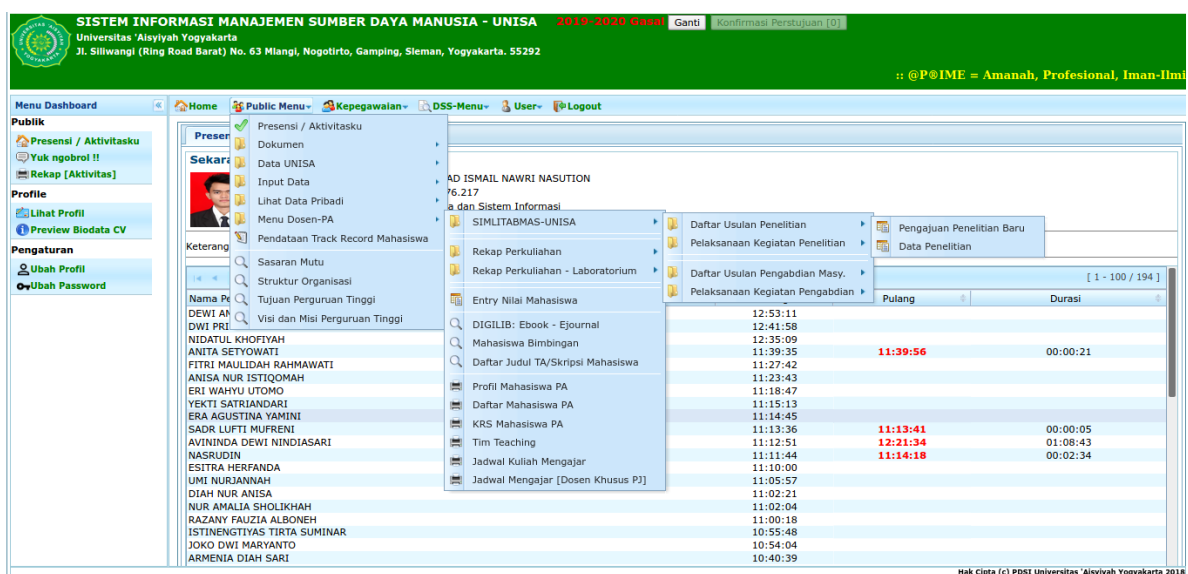 SISTEM INFORMASI MANAJEMEN SUMBER DAYA MANUSIA - UNISA 2019-2020 Gasal Ganti Konfirmasi Perstujuan [0]
Universitas 'Aisyiyah Yogyakarta
Jl. Siliwangi (Ring Road Barat) No. 63 Mlangi, Nogotirto, Gamping, Sleman, Yogyakarta. 55292
:: @P®IME = Amanah, Profesional, Iman-Ilmi
Menu Dashboard
Home Public Menu Kepegawaian DSS-Menu User Logout
Publik
Presensi / Aktivitasku
Yuk ngobrol !!
Rekap [Aktivitas]
Profile
Lihat Profil
Preview Biodata CV
Pengaturan
Ubah Profil
Ubah Password
Presen
Sekara
AD ISMAIL NAWRI NASUTION
76.217
a dan Sistem Informasi
Keterang
Presensi / Aktivitasku
Dokumen
Data UNISA
Input Data
Lihat Data Pribadi
Menu Dosen-PA
Pendataan Track Record Mahasiswa
Sasaran Mutu
Struktur Organisasi
Tujuan Perguruan Tinggi
Visi dan Misi Perguruan Tinggi
SIMLITABMAS-UNISA
Rekap Perkuliahan
Rekap Perkuliahan - Laboratorium
Entry Nilai Mahasiswa
DIGILIB: Ebook - Ejournal
Mahasiswa Bimbingan
Daftar Judul TA/Skripsi Mahasiswa
Profil Mahasiswa PA
Daftar Mahasiswa PA
KRS Mahasiswa PA
Tim Teaching
Jadwal Kuliah Mengajar
Jadwal Mengajar [Dosen Khusus PJ]
Daftar Usulan Penelitian
Pelaksanaan Kegiatan Penelitian
Daftar Usulan Pengabdian Masy.
Pelaksanaan Kegiatan Pengabdian
Pengajuan Penelitian Baru
Data Penelitian
[ 1 - 100 / 194 ]
Nama Pe Pulang Durasi
DEWI AN 12:53:11
DWI PRI 12:41:58
NIDATUL KHOFIYAH 12:35:09
ANITA SETYOWATI 11:39:35 11:39:56 00:00:21
FITRI MAULIDAH RAHMAWATI 11:27:42
ANISA NUR ISTIQOMAH 11:23:43
ERI WAHYU UTOMO 11:18:47
YEKTI SATRIANDARI 11:15:13
ERA AGUSTINA YAMINI 11:14:45
SADR LUFTI MUFRENI 11:13:36 11:13:41 00:00:05
AVININDA DEWI NINDIASARI 11:12:51 12:21:34 01:08:43
NASRUDIN 11:11:44 11:14:18 00:02:34
ESITRA HERFANDA 11:10:00
UMI NURJANNAH 11:05:57
DIAH NUR ANISA 11:02:21
NUR AMALIA SHOLIKHAH 11:02:04
RAZANY FAUZIA ALBONEH 11:00:18
ISTINENGTIYAS TIRTA SUMINAR 10:55:48
JOKO DWI MARYANTO 10:54:04
ARMENIA DIAH SARI 10:40:39
Hak Cipta (c) PDSI Universitas 'Aisyiyah Yogyakarta 2018